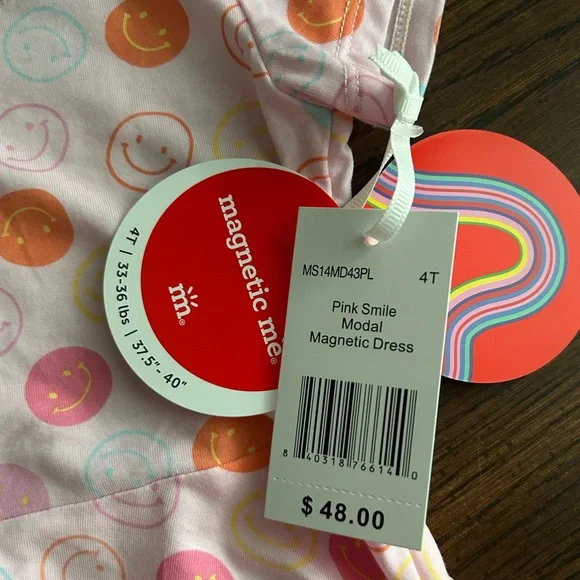 4T | 33-36 lbs | 37.5"- 40"
magnetic me®
m®
MS14MD43PL 4T
Pink Smile
Modal
Magnetic Dress
8 40318 76614 0
$ 48.00